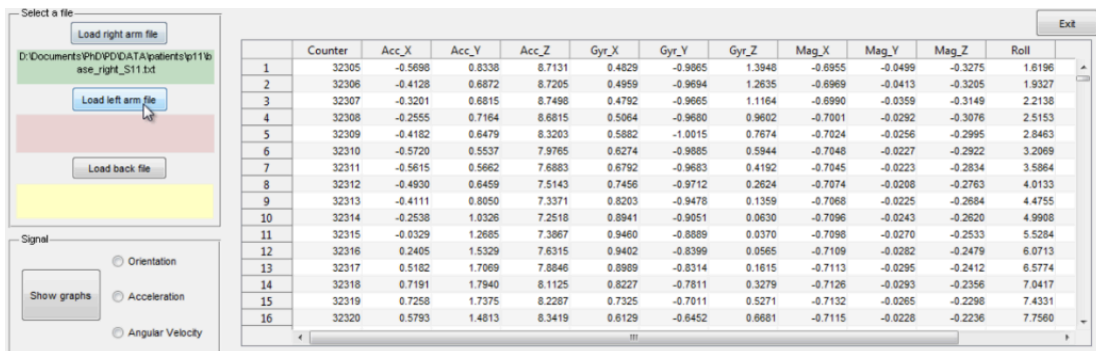 Select a file
Load right arm file
D:\Documents\PhD\PD\DATA\patients\p11\b
ase_right_S11.txt
Load left arm file
Load back file
Signal
Show graphs
Orientation
Acceleration
Angular Velocity
Exit
Counter Acc_X Acc_Y Acc_Z Gyr_X Gyr_Y Gyr_Z Mag_X Mag_Y Mag_Z Roll
1 32305 -0.5698 0.8338 8.7131 0.4829 -0.9865 1.3948 -0.6955 -0.0499 -0.3275 1.6196
2 32306 -0.4128 0.6872 8.7205 0.4959 -0.9694 1.2635 -0.6969 -0.0413 -0.3205 1.9327
3 32307 -0.3201 0.6815 8.7498 0.4792 -0.9665 1.1164 -0.6990 -0.0359 -0.3149 2.2138
4 32308 -0.2555 0.7164 8.6815 0.5064 -0.9680 0.9602 -0.7001 -0.0292 -0.3076 2.5153
5 32309 -0.4182 0.6479 8.3203 0.5882 -1.0015 0.7674 -0.7024 -0.0256 -0.2995 2.8463
6 32310 -0.5720 0.5537 7.9765 0.6274 -0.9885 0.5944 -0.7048 -0.0227 -0.2922 3.2069
7 32311 -0.5615 0.5662 7.6883 0.6792 -0.9683 0.4192 -0.7045 -0.0223 -0.2834 3.5864
8 32312 -0.4930 0.6459 7.5143 0.7456 -0.9712 0.2624 -0.7074 -0.0208 -0.2763 4.0133
9 32313 -0.4111 0.8050 7.3371 0.8203 -0.9478 0.1359 -0.7068 -0.0225 -0.2684 4.4755
10 32314 -0.2538 1.0326 7.2518 0.8941 -0.9051 0.0630 -0.7096 -0.0243 -0.2620 4.9908
11 32315 -0.0329 1.2685 7.3867 0.9460 -0.8889 0.0370 -0.7098 -0.0270 -0.2533 5.5284
12 32316 0.2405 1.5329 7.6315 0.9402 -0.8399 0.0565 -0.7109 -0.0282 -0.2479 6.0713
13 32317 0.5182 1.7069 7.8846 0.8989 -0.8314 0.1615 -0.7113 -0.0295 -0.2412 6.5774
14 32318 0.7191 1.7940 8.1125 0.8227 -0.7811 0.3279 -0.7126 -0.0293 -0.2356 7.0417
15 32319 0.7258 1.7375 8.2287 0.7325 -0.7011 0.5271 -0.7132 -0.0265 -0.2298 7.4331
16 32320 0.5793 1.4813 8.3419 0.6129 -0.6452 0.6681 -0.7115 -0.0228 -0.2236 7.7560